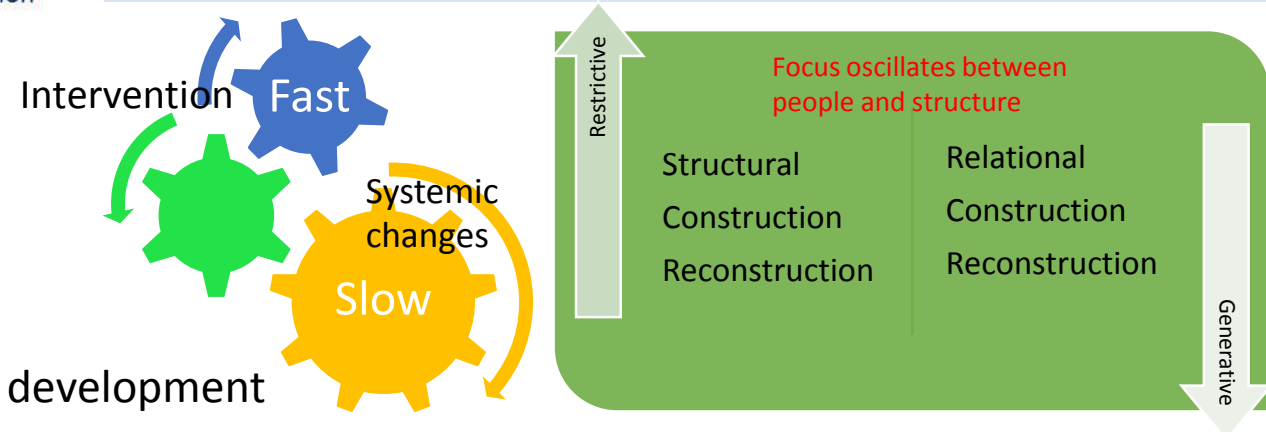 Intervention
Fast
Systemic
changes
Slow
development
Restrictive
Focus oscillates between
people and structure
Structural
Construction
Reconstruction
Relational
Construction
Reconstruction
Generative